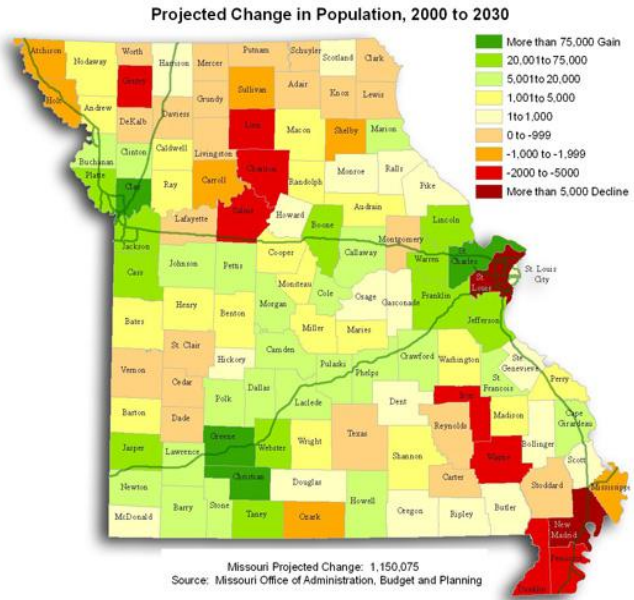 Projected Change in Population, 2000 to 2030
More than 75,000 Gain
20,001to 75,000
5,001to 20,000
1,001to 5,000
1to 1,000
0 to -999
-1,000 to -1,999
-2000 to -5000
More than 5,000 Decline
Atchison
Nodaway
Worth
Harrison
Mercer
Putnam
Schuyler
Scotland
Clark
Holt
Andrew
Gentry
Grundy
Sullivan
Adair
Knox
Lewis
DeKalb
Daviess
Linn
Macon
Shelby
Marion
Buchanan
Clinton
Caldwell
Livingston
Chariton
Randolph
Monroe
Ralls
Pike
Platte
Clay
Ray
Carroll
Audrain
Lafayette
Saline
Howard
Boone
Lincoln
Jackson
Montgomery
Warren
St Charles
St Louis City
St Louis
Cass
Johnson
Pettis
Cooper
Callaway
Moniteau
Cole
Osage
Gasconade
Franklin
Jefferson
Bates
Henry
Benton
Morgan
Miller
Maries
St. Clair
Hickory
Camden
Pulaski
Phelps
Crawford
Washington
Ste Genevieve
St Francois
Perry
Vernon
Cedar
Polk
Dallas
Laclede
Dent
Iron
Madison
Cape Girardeau
Barton
Dade
Greene
Webster
Wright
Texas
Reynolds
Bollinger
Jasper
Lawrence
Shannon
Wayne
Scott
Christian
Douglas
Carter
Stoddard
Mississippi
Newton
Barry
Stone
Taney
Ozark
Howell
Oregon
Ripley
Butler
McDonald
New Madrid
Dunklin
Missouri Projected Change: 1,150,075
Source: Missouri Office of Administration, Budget and Planning